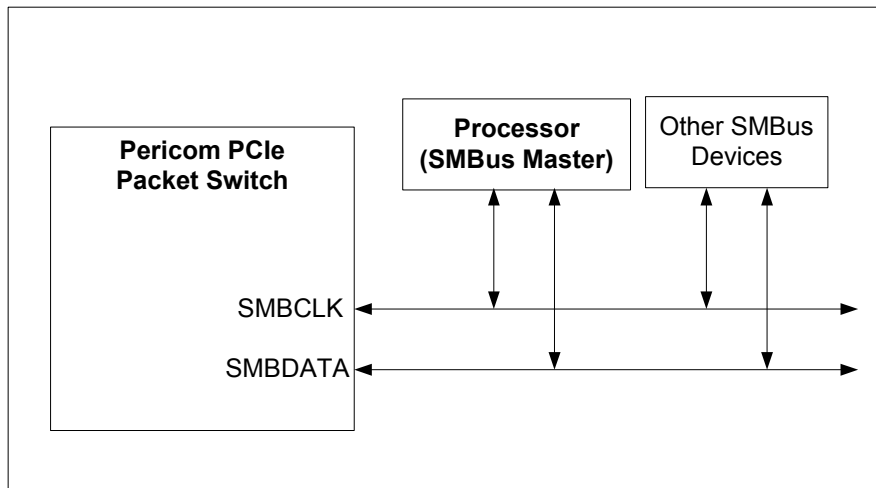 Pericom PCIe
Packet Switch
Processor
(SMBus Master)
Other SMBus
Devices
SMBCLK
SMBDATA